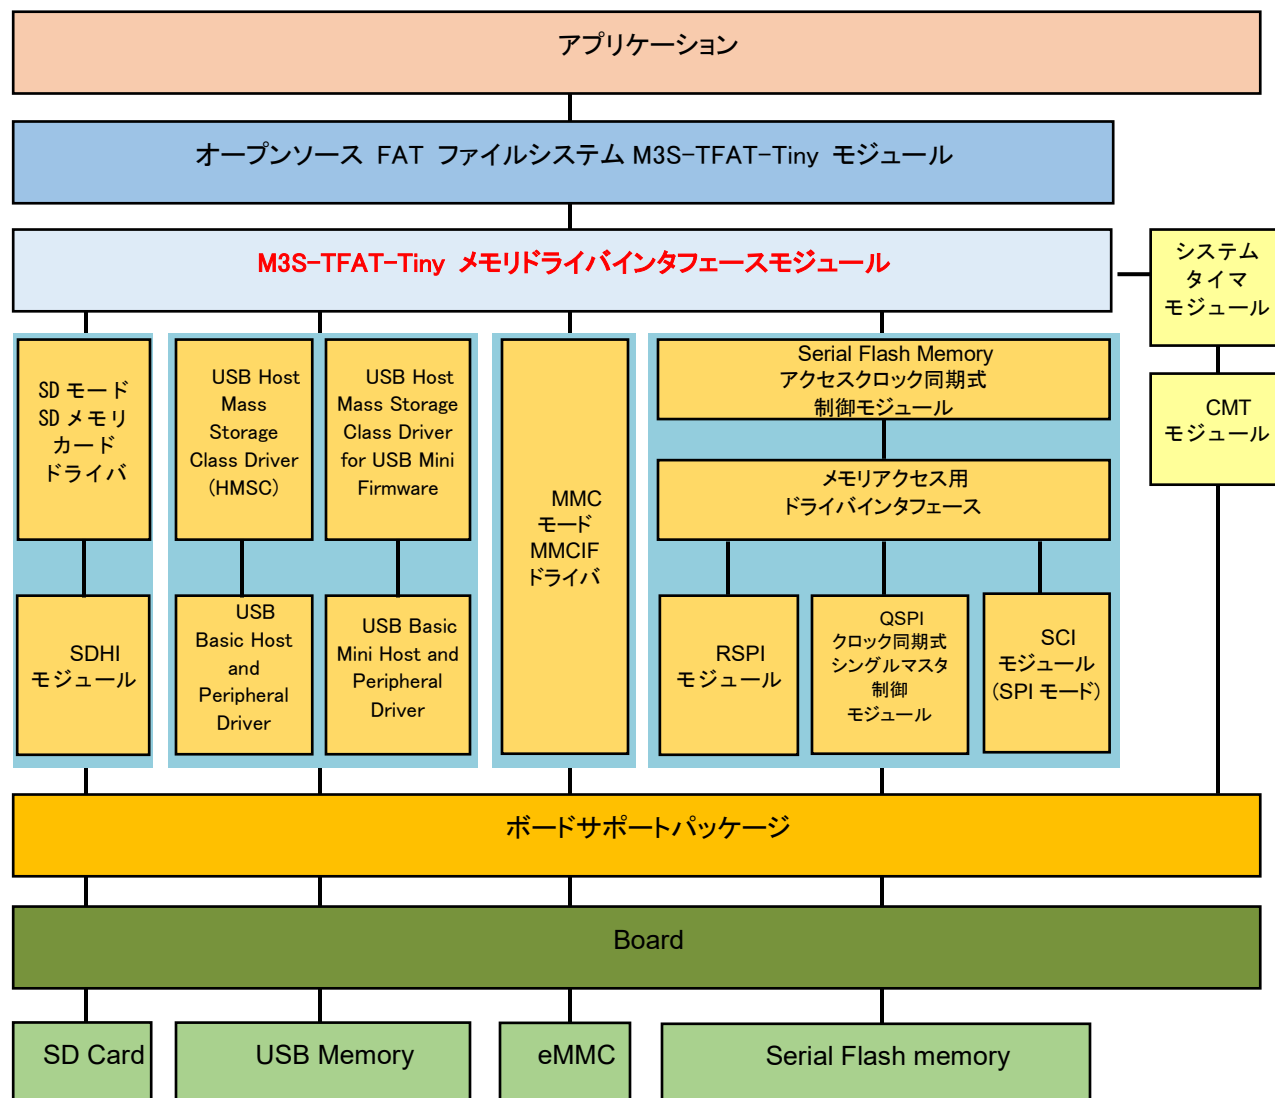 アプリケーション
オープンソース FAT ファイルシステム M3S-TFAT-Tiny モジュール
M3S-TFAT-Tiny メモリドライバインタフェースモジュール
システム
タイマ
モジュール
CMT
モジュール
SD モード
SD メモリ
カード
ドライバ
SDHI
モジュール
USB Host
Mass
Storage
Class Driver
(HMSC)
USB Host
Mass Storage
Class Driver
for USB Mini
Firmware
USB
Basic Host
and
Peripheral
Driver
USB Basic
Mini Host and
Peripheral
Driver
MMC
モード
MMCIF
ドライバ
Serial Flash Memory
アクセスクロック同期式
制御モジュール
メモリアクセス用
ドライバインタフェース
RSPI
モジュール
QSPI
クロック同期式
シングルマスタ
制御
モジュール
SCI
モジュール
(SPI モード)
ボードサポートパッケージ
Board
SD Card
USB Memory
eMMC
Serial Flash memory